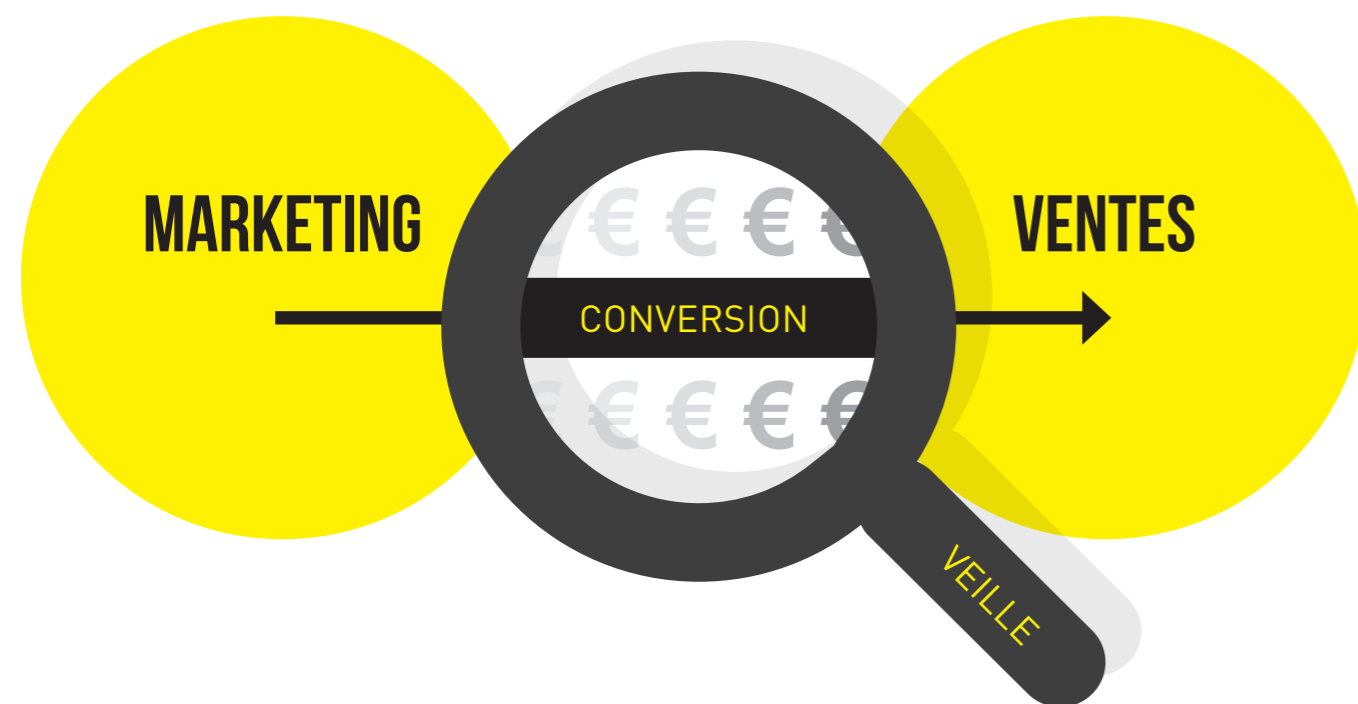 MARKETING
VENTES
€ € € € €
CONVERSION
€ € € € €
VEILLE